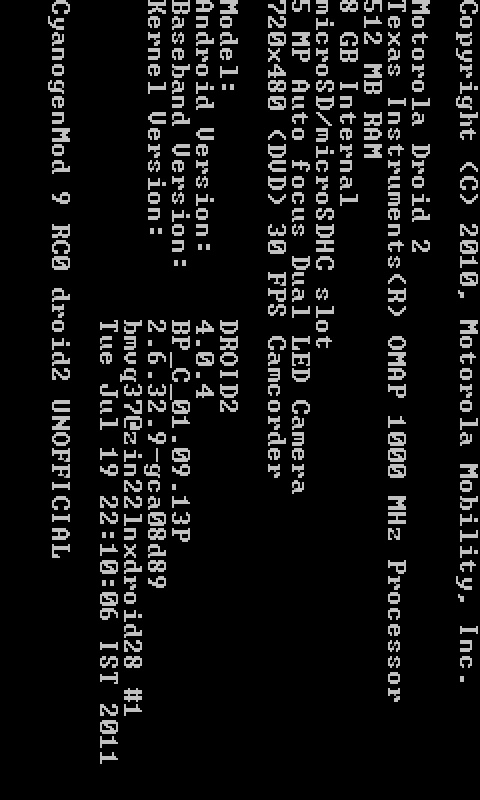 Copyright (C) 2010, Motorola Mobility, Inc.
Motorola Droid 2
Texas Instruments(R) OMAP 1000 MHz Processor
512 MB RAM
8 GB Internal
microSD/microSDHC slot
5 MP Auto focus Dual LED Camera
720x480 (DVD) 30 FPS Camcorder
Model: DROID2
Android Version: 4.0.4
Baseband Version: BP_C_01.09.13P
Kernel Version: 2.6.32.9-gca08d89
hmvq37@zin22lnxdroid28 #1
Tue Jul 19 22:10:06 IST 2011
CyanogenMod 9 RC0 droid2 UNOFFICIAL